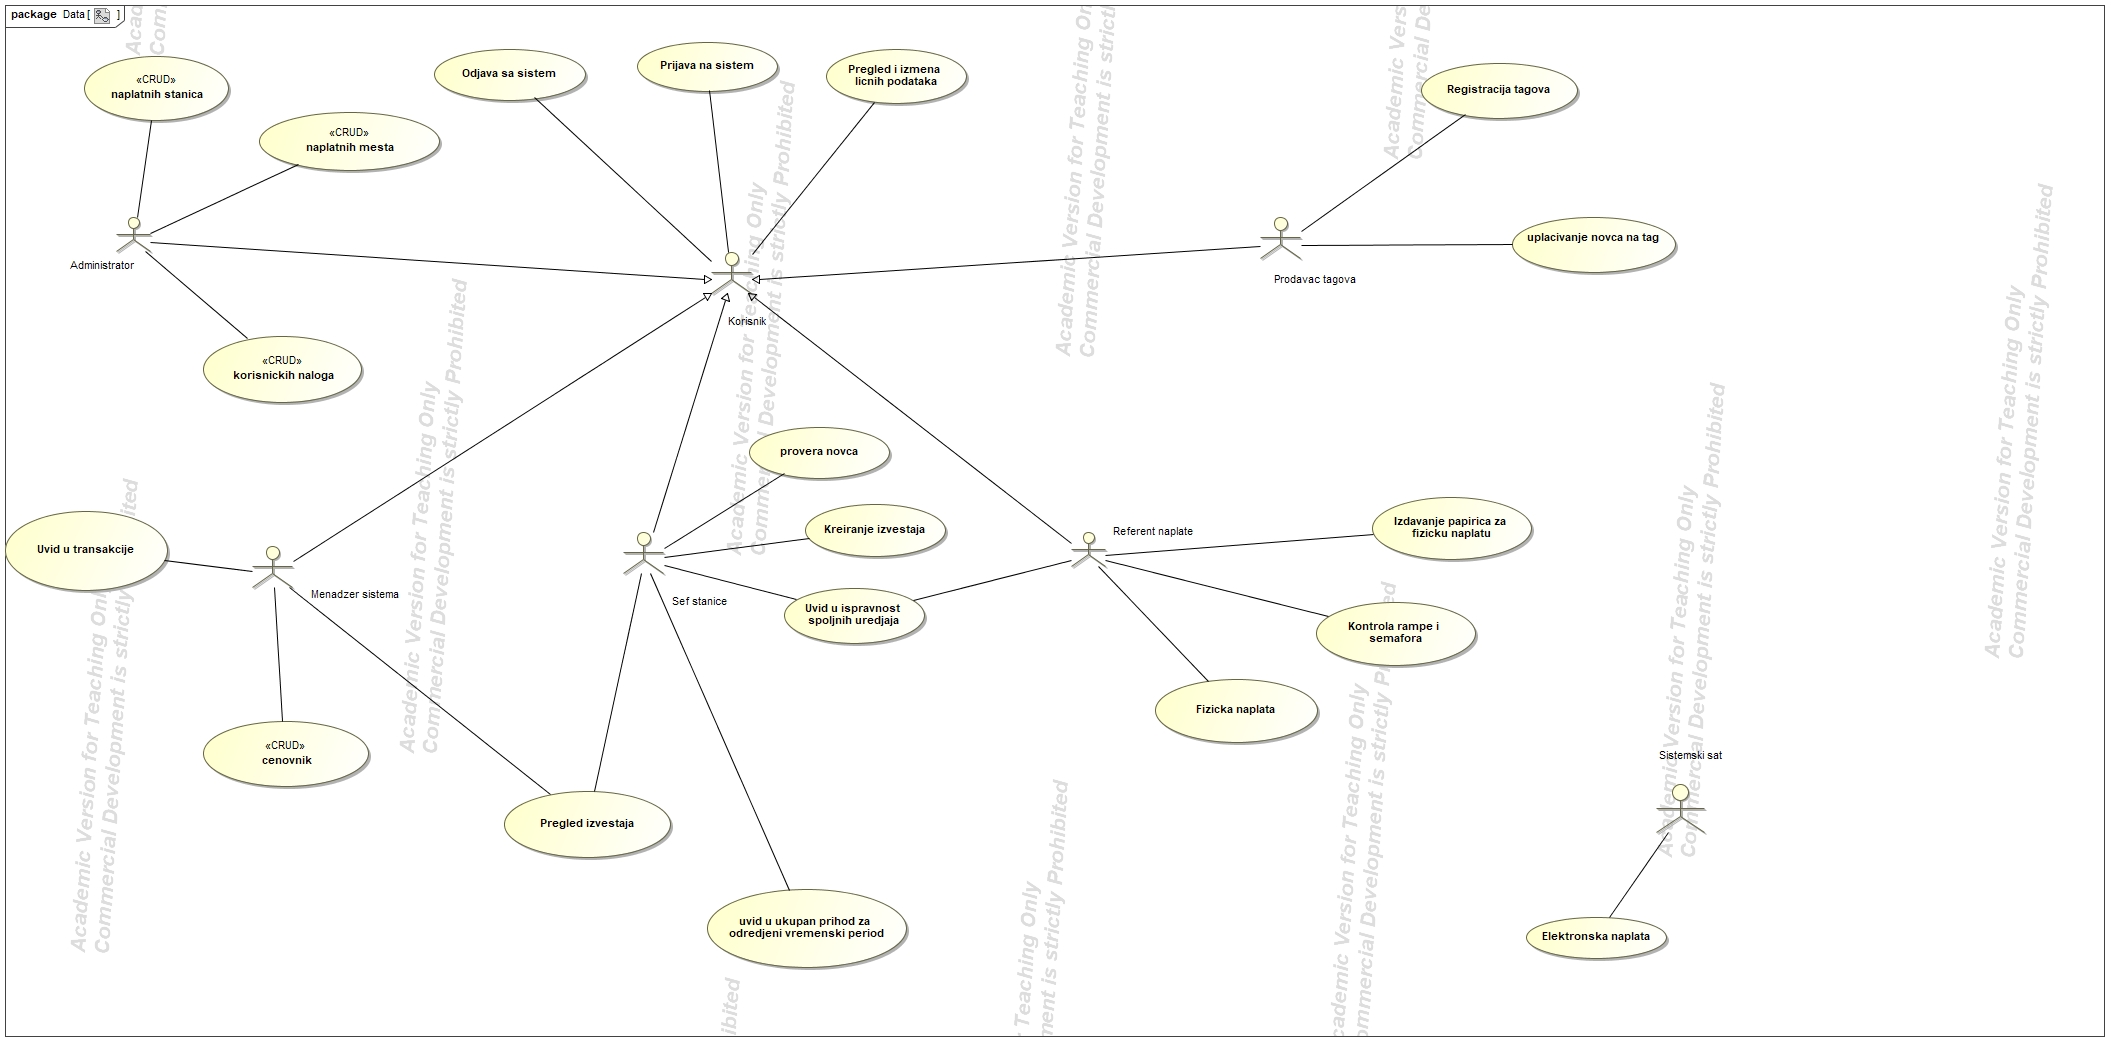 package Data [ ]
Academic Version for Teaching Only
Commercial Development is strictly Prohibited
«CRUD»
naplatnih stanica
«CRUD»
naplatnih mesta
Odjava sa sistem
Prijava na sistem
Pregled i izmena
licnih podataka
Registracija tagova
uplacivanje novca na tag
Administrator
Korisnik
Prodavac tagova
«CRUD»
korisnickih naloga
provera novca
Kreiranje izvestaja
Uvid u ispravnost
spoljnih uredjaja
Referent naplate
Izdavanje papirica za
fizicku naplatu
Kontrola rampe i
semafora
Fizicka naplata
Uvid u transakcije
Menadzer sistema
Sef stanice
«CRUD»
cenovnik
Pregled izvestaja
uvid u ukupan prihod za
odredjeni vremenski period
Sistemski sat
Elektronska naplata